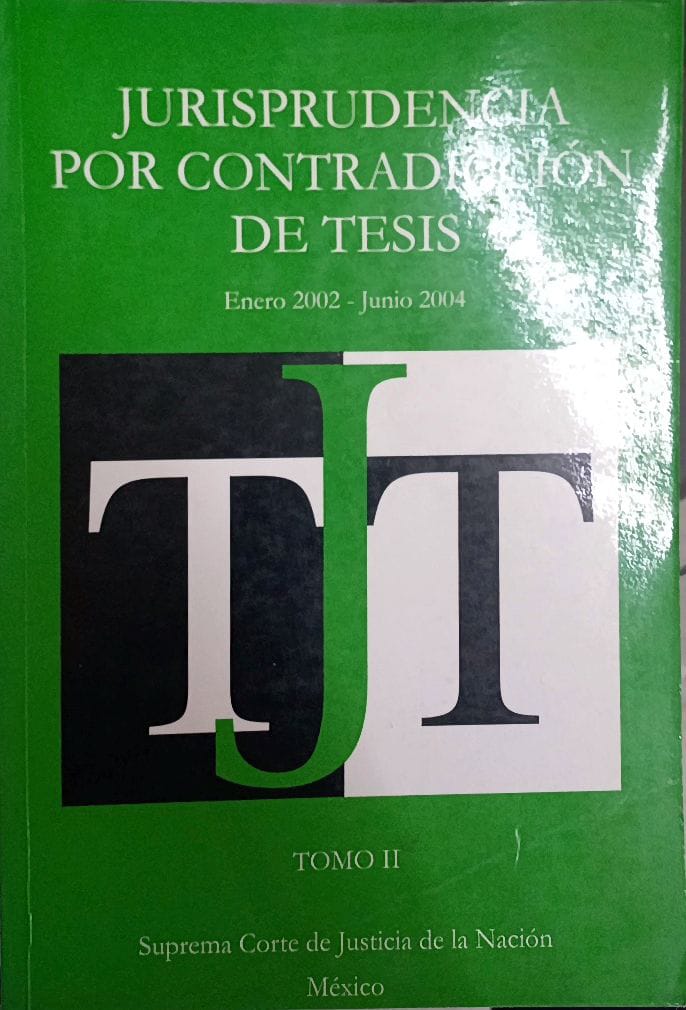 JURISPRUDENCIA
POR CONTRADICCIÓN
DE TESIS
Enero 2002 - Junio 2004
TJT
TOMO II
Suprema Corte de Justicia de la Nación
México